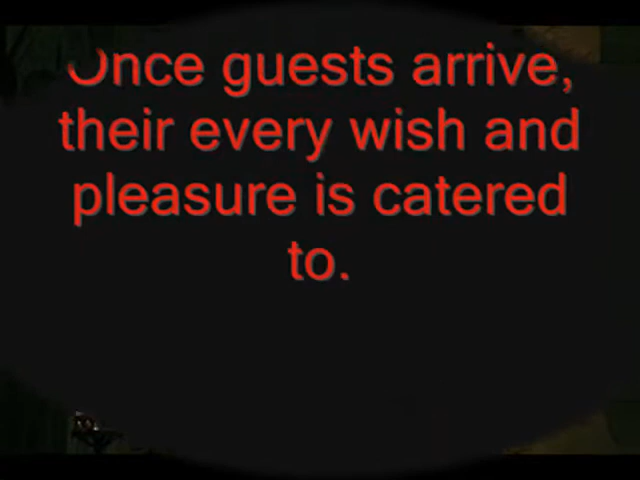 Once guests arrive,
their every wish and
pleasure is catered
to.